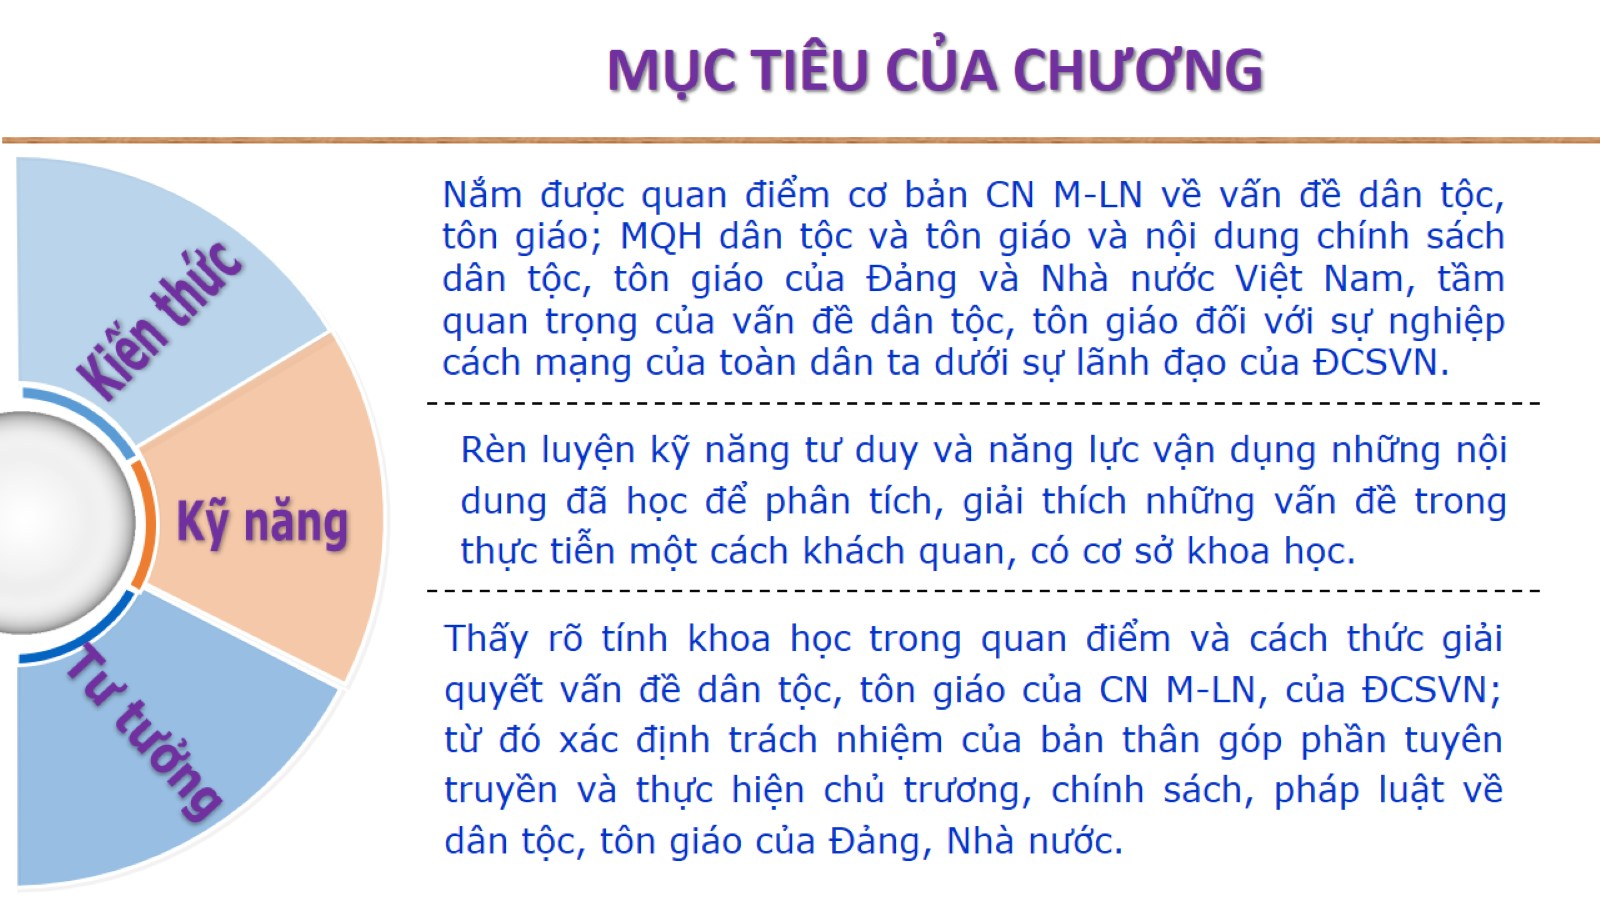 MỤC TIÊU CỦA CHƯƠNG
Kiến thức
Nắm được quan điểm cơ bản CN M-LN về vấn đề dân tộc,
tôn giáo; MQH dân tộc và tôn giáo và nội dung chính sách
dân tộc, tôn giáo của Đảng và Nhà nước Việt Nam, tầm
quan trọng của vấn đề dân tộc, tôn giáo đối với sự nghiệp
cách mạng của toàn dân ta dưới sự lãnh đạo của ĐCSVN.
Kỹ năng
Rèn luyện kỹ năng tư duy và năng lực vận dụng những nội
dung đã học để phân tích, giải thích những vấn đề trong
thực tiễn một cách khách quan, có cơ sở khoa học.
Tư tưởng
Thấy rõ tính khoa học trong quan điểm và cách thức giải
quyết vấn đề dân tộc, tôn giáo của CN M-LN, của ĐCSVN;
từ đó xác định trách nhiệm của bản thân góp phần tuyên
truyền và thực hiện chủ trương, chính sách, pháp luật về
dân tộc, tôn giáo của Đảng, Nhà nước.